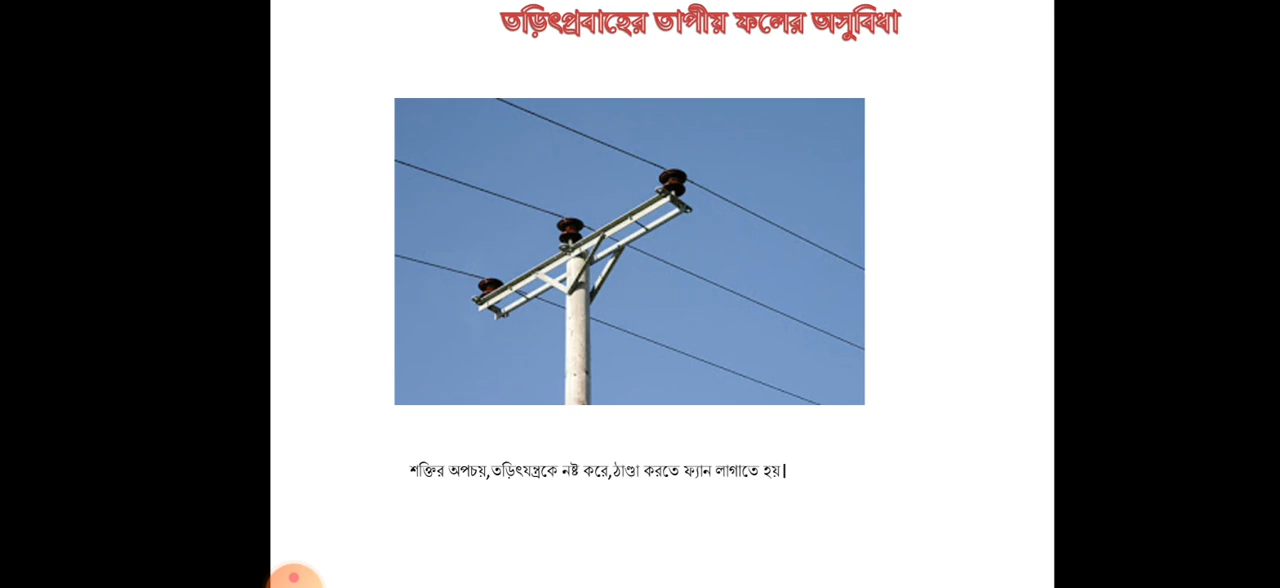 তড়িৎপ্রবাহের তাপীয় ফলের অসুবিধা
শক্তির অপচয়,তড়িৎযন্ত্রকে নষ্ট করে,ঠাণ্ডা করতে ফ্যান লাগাতে হয়|